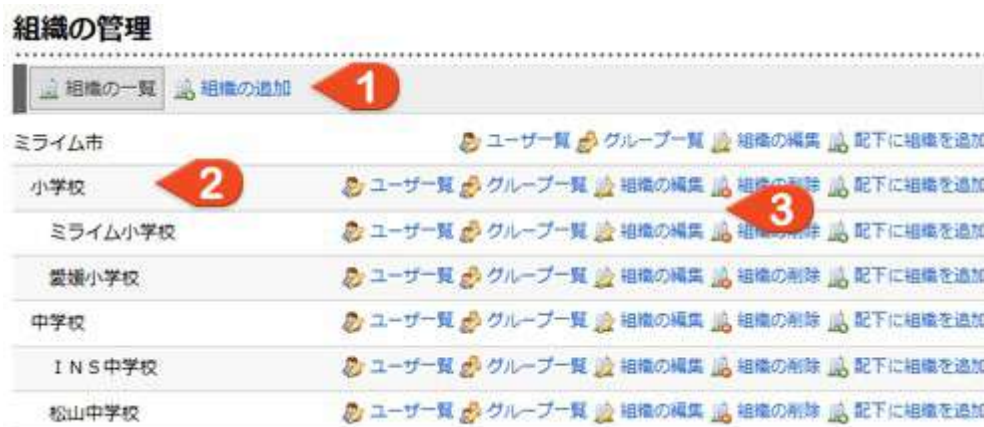 組織の管理
組織の一覧 組織の追加 1
ミライム市 ユーザ一覧 グループ一覧 組織の編集 配下に組織を追加
小学校 2 ユーザ一覧 グループ一覧 組織の編集 組織の削除 配下に組織を追加
3
ミライム小学校 ユーザ一覧 グループ一覧 組織の編集 組織の削除 配下に組織を追加
愛媛小学校 ユーザ一覧 グループ一覧 組織の編集 組織の削除 配下に組織を追加
中学校 ユーザ一覧 グループ一覧 組織の編集 組織の削除 配下に組織を追加
ＩＮＳ中学校 ユーザ一覧 グループ一覧 組織の編集 組織の削除 配下に組織を追加
松山中学校 ユーザ一覧 グループ一覧 組織の編集 組織の削除 配下に組織を追加